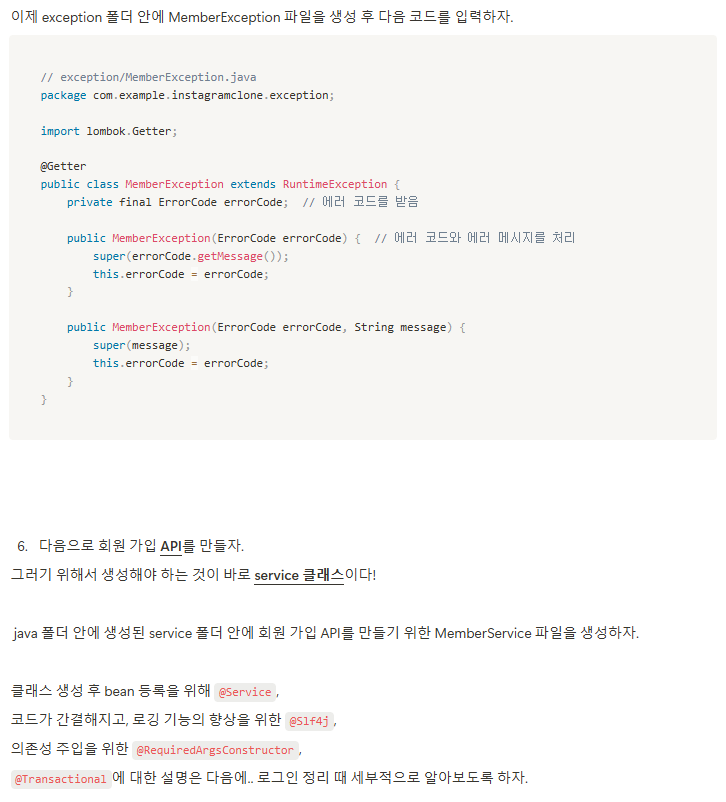 이제 exception 폴더 안에 MemberException 파일을 생성 후 다음 코드를 입력하자.
// exception/MemberException.java
package com.example.instagramclone.exception;
import lombok.Getter;
@Getter
public class MemberException extends RuntimeException {
    private final ErrorCode errorCode;  // 에러 코드를 받음
    public MemberException(ErrorCode errorCode) {  // 에러 코드와 에러 메시지를 처리
        super(errorCode.getMessage());
        this.errorCode = errorCode;
    }
    public MemberException(ErrorCode errorCode, String message) {
        super(message);
        this.errorCode = errorCode;
    }
}
6. 다음으로 회원 가입 API를 만들자.
그러기 위해서 생성해야 하는 것이 바로 service 클래스이다!
java 폴더 안에 생성된 service 폴더 안에 회원 가입 API를 만들기 위한 MemberService 파일을 생성하자.
클래스 생성 후 bean 등록을 위해 @Service,
코드가 간결해지고, 로깅 기능의 향상을 위한 @Slf4j,
의존성 주입을 위한 @RequiredArgsConstructor,
@Transactional에 대한 설명은 다음에.. 로그인 정리 때 세부적으로 알아보도록 하자.